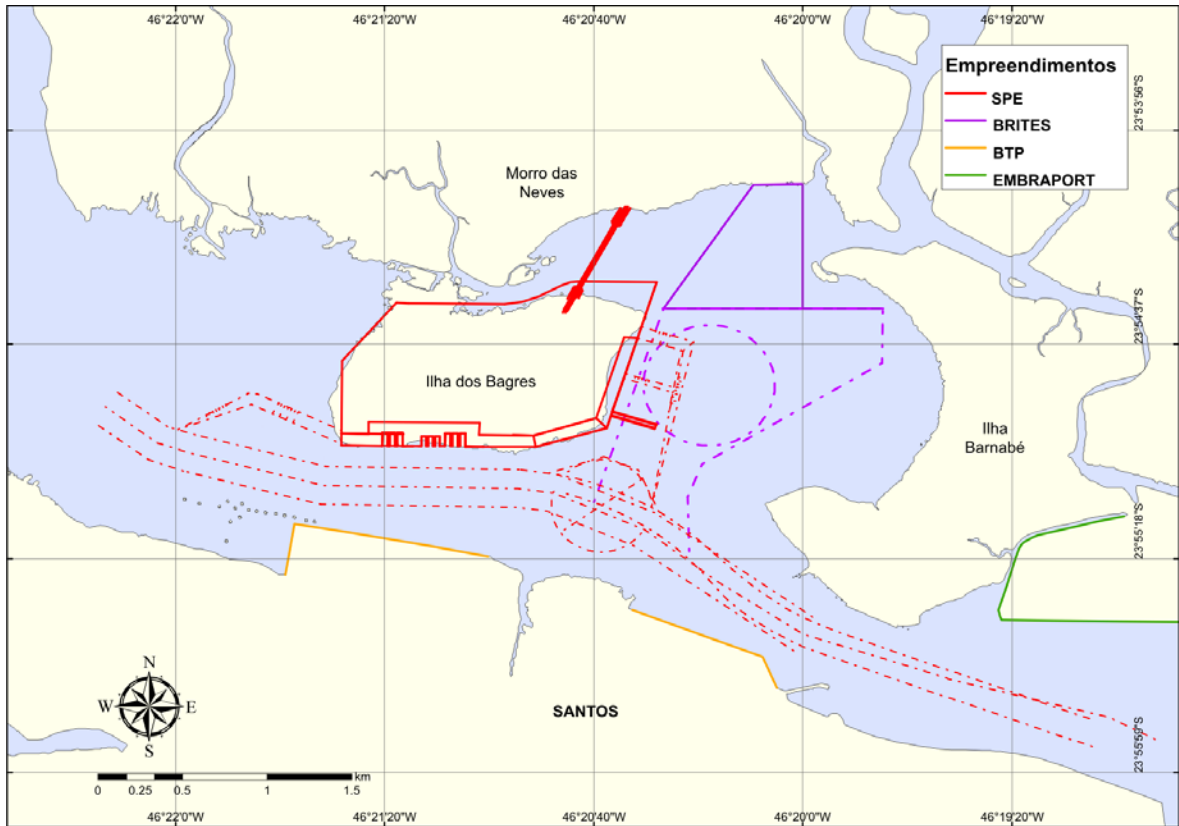 46°22'0"W 46°21'20"W 46°20'40"W 46°20'0"W 46°19'20"W
Empreendimentos
SPE
BRITES
BTP
EMBRAPORT
23°53'56"S
Morro das
Neves
23°54'37"S
Ilha dos Bagres
Ilha
Barnabé
23°55'18"S
N
W E
S
SANTOS
23°55'59"S
km
0 0.25 0.5 1 1.5
46°22'0"W 46°21'20"W 46°20'40"W 46°20'0"W 46°19'20"W